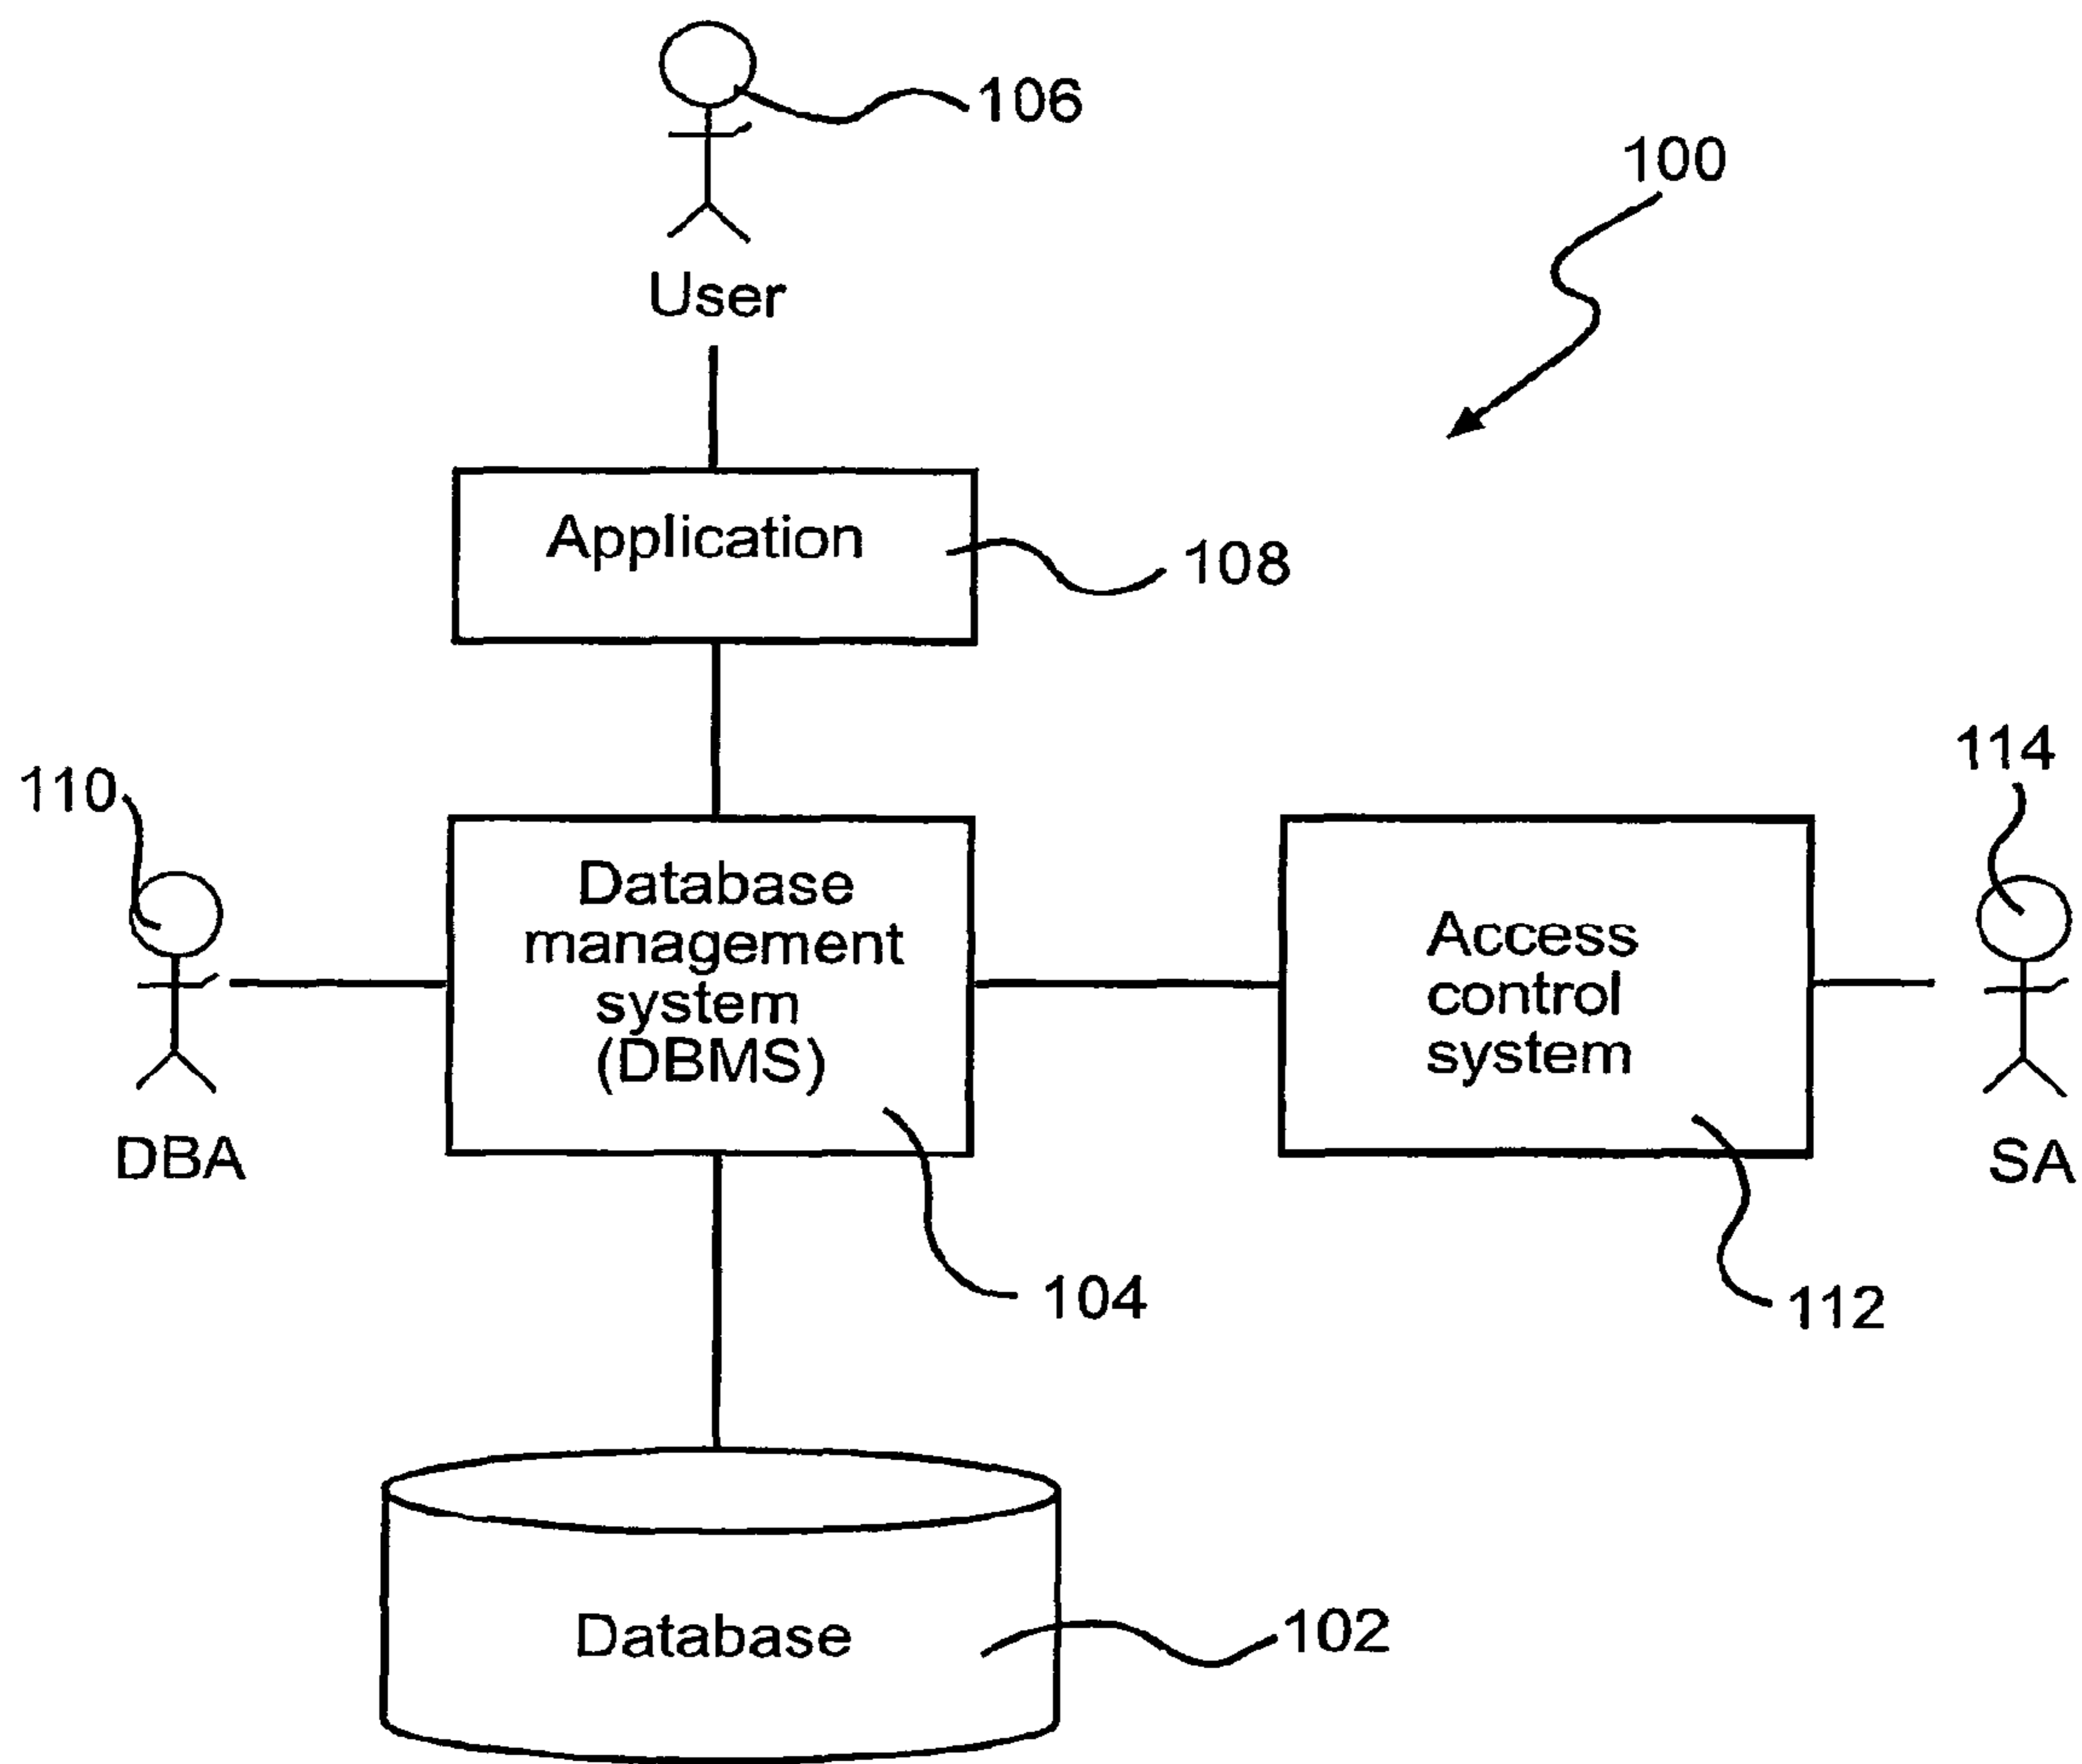 106
100
User
Application
108
110
114
Database
management
system
(DBMS)
Access
control
system
DBA
SA
104
112
Database
102